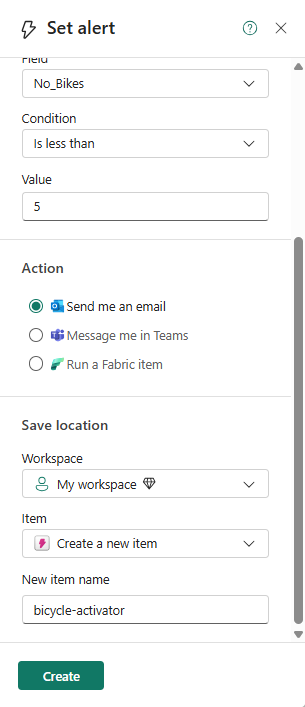 Set alert
Field
No_Bikes
Condition
Is less than
Value
5
Action
Send me an email
Message me in Teams
Run a Fabric item
Save location
Workspace
My workspace
Item
Create a new item
New item name
bicycle-activator
Create